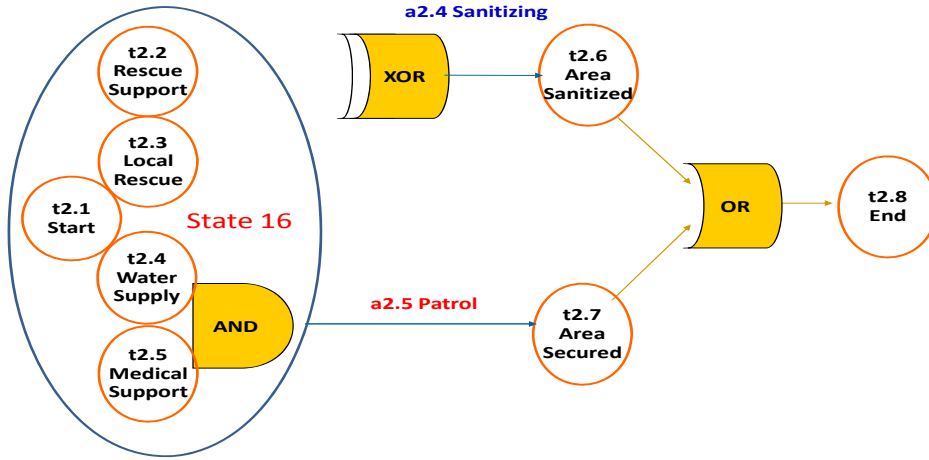 a2.4 Sanitizing
t2.2
Rescue
Support
XOR
t2.6
Area
Sanitized
t2.3
Local
Rescue
t2.1
Start
State 16
OR
t2.8
End
t2.4
Water
Supply
AND
a2.5 Patrol
t2.7
Area
Secured
t2.5
Medical
Support